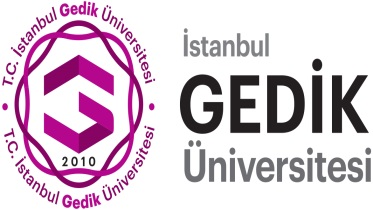 T.C. İstanbul Gedik Üniversitesi
2010
T.C. İstanbul Gedik Üniversitesi
İstanbul
GEDİK
Üniversitesi